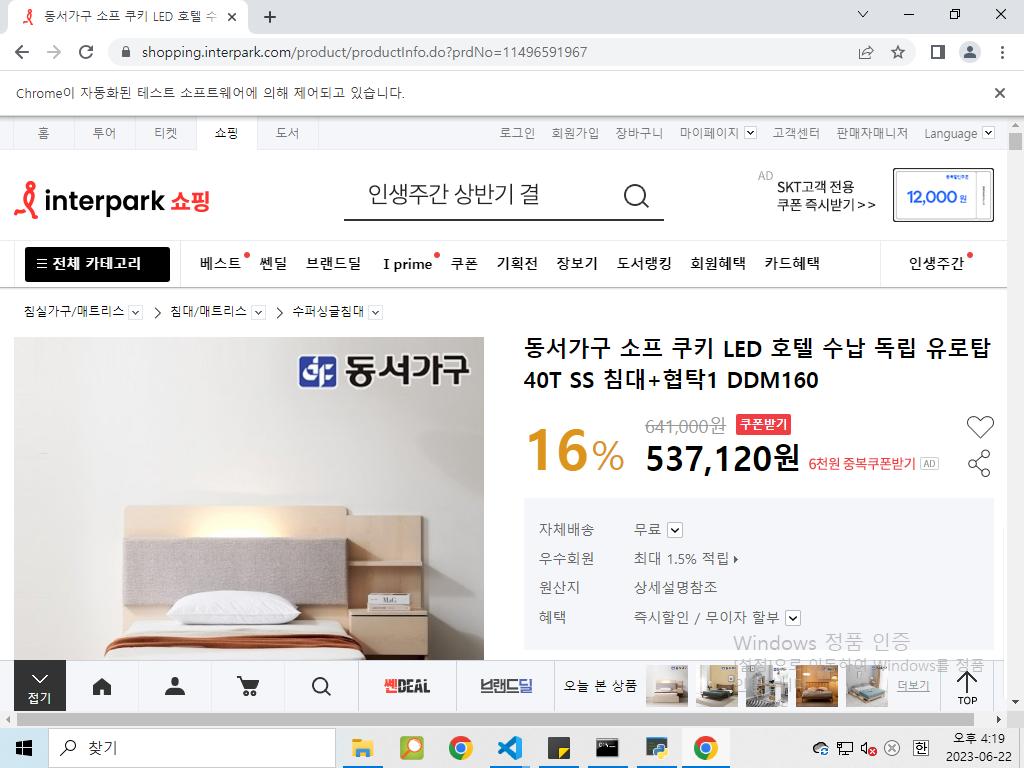 동서가구 소프 쿠키 LED 호텔 수
shopping.interpark.com/product/productInfo.do?prdNo=11496591967
Chrome이 자동화된 테스트 소프트웨어에 의해 제어되고 있습니다.
홈 투어 티켓 쇼핑 도서 로그인 회원가입 장바구니 마이페이지 고객센터 판매자매니저 Language
interpark 쇼핑
인생주간 상반기 결
AD SKT고객 전용
쿠폰 즉시받기 >>
12,000 원
전체 카테고리 베스트 쎈딜 브랜드딜 I prime 쿠폰 기획전 장보기 도서랭킹 회원혜택 카드혜택 인생주간
침실가구/매트리스 침대/매트리스 수퍼싱글침대
동서가구
동서가구 소프 쿠키 LED 호텔 수납 독립 유로탑
40T SS 침대+협탁1 DDM160
16% 641,000원 쿠폰받기
537,120원 6천원 중복쿠폰받기 AD
자체배송 무료
우수회원 최대 1.5% 적립
원산지 상세설명참조
혜택 즉시할인 / 무이자 할부
Windows 정품 인증
[설정]으로 이동하여 Windows를 정품
접기 쎈DEAL 브랜드딜 오늘 본 상품 더보기 TOP
찾기
한
오후 4:19
2023-06-22